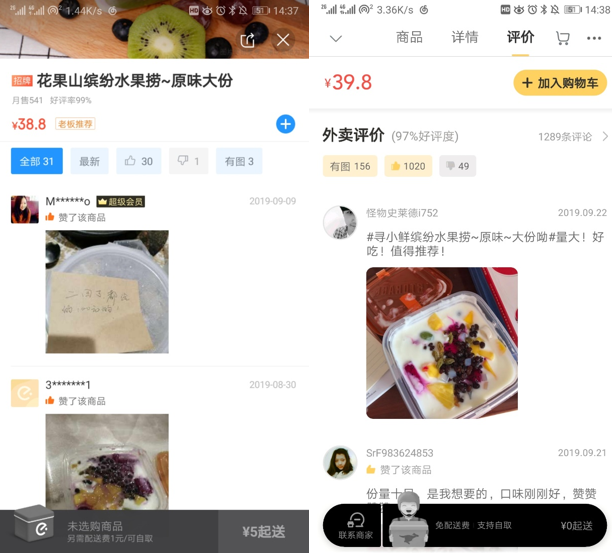 1.44K/s
14:37
招牌 花果山缤纷水果捞~原味大份
月售541 好评率99%
¥38.8 老板推荐
全部 31
最新
30
1
有图 3
M******o 超级会员
2019-09-09
赞了该商品
3*******1
2019-08-30
赞了该商品
未选购商品
另需配送费1元/可自取
¥5起送
3.36K/s
14:38
商品
详情
评价
¥39.8
+ 加入购物车
外卖评价 (97%好评度)
1289条评论
有图 156
1020
49
怪物史莱德i752
2019.09.22
#寻小鲜缤纷水果捞~原味~大份呦#量大！好
吃！值得推荐！
SrF983624853
2019.09.21
赞了该商品
份量十足，是我想要的，口味刚刚好，赞赞
联系商家
免配送费 支持自取
¥0起送